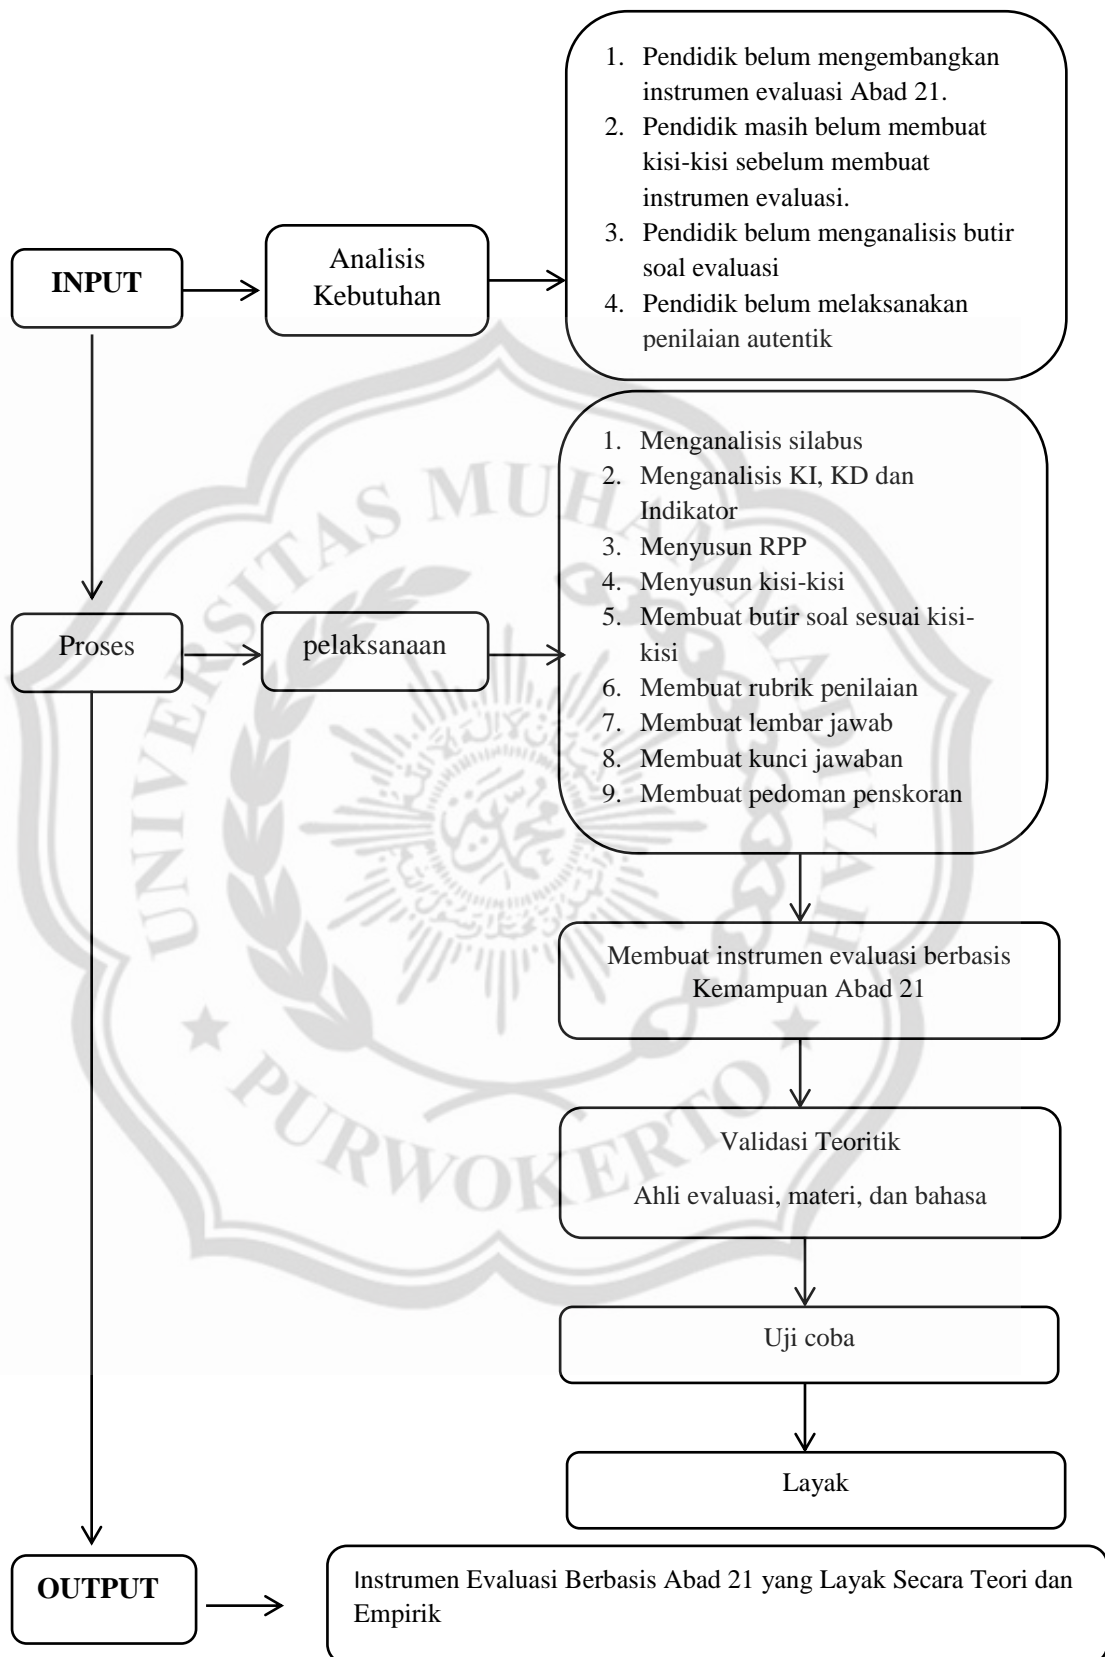 1. Pendidik belum mengembangkan
instrumen evaluasi Abad 21.
2. Pendidik masih belum membuat
kisi-kisi sebelum membuat
instrumen evaluasi.
3. Pendidik belum menganalisis butir
soal evaluasi
4. Pendidik belum melaksanakan
penilaian autentik
INPUT
Analisis
Kebutuhan
1. Menganalisis silabus
2. Menganalisis KI, KD dan
Indikator
3. Menyusun RPP
4. Menyusun kisi-kisi
5. Membuat butir soal sesuai kisi-
kisi
6. Membuat rubrik penilaian
7. Membuat lembar jawab
8. Membuat kunci jawaban
9. Membuat pedoman penskoran
Proses
pelaksanaan
Membuat instrumen evaluasi berbasis
Kemampuan Abad 21
Validasi Teoritik
Ahli evaluasi, materi, dan bahasa
Uji coba
Layak
OUTPUT
Instrumen Evaluasi Berbasis Abad 21 yang Layak Secara Teori dan
Empirik
UNIVERSITAS MUHAMMADIYAH
PURWOKERTO